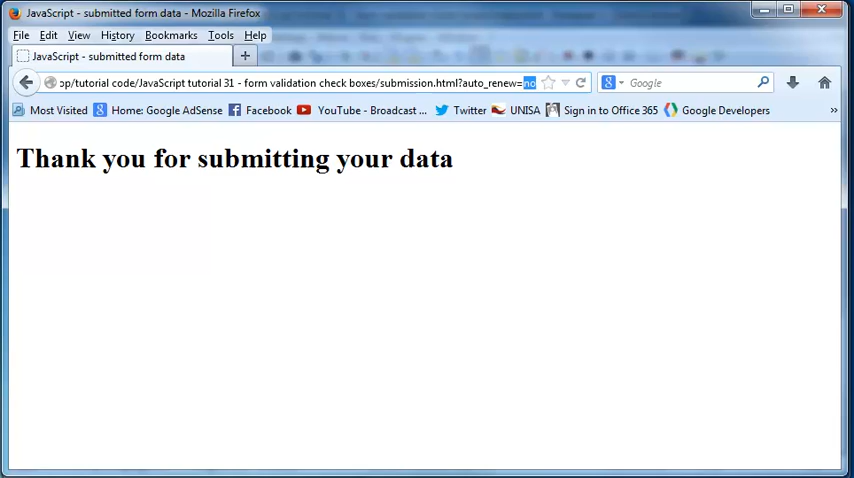 JavaScript - submitted form data - Mozilla Firefox
File Edit View History Bookmarks Tools Help
JavaScript - submitted form data +
pp/tutorial code/JavaScript tutorial 31 - form validation check boxes/submission.html?auto_renew=no Google
Most Visited Home: Google AdSense Facebook YouTube - Broadcast ... Twitter UNISA Sign in to Office 365 Google Developers »
Thank you for submitting your data